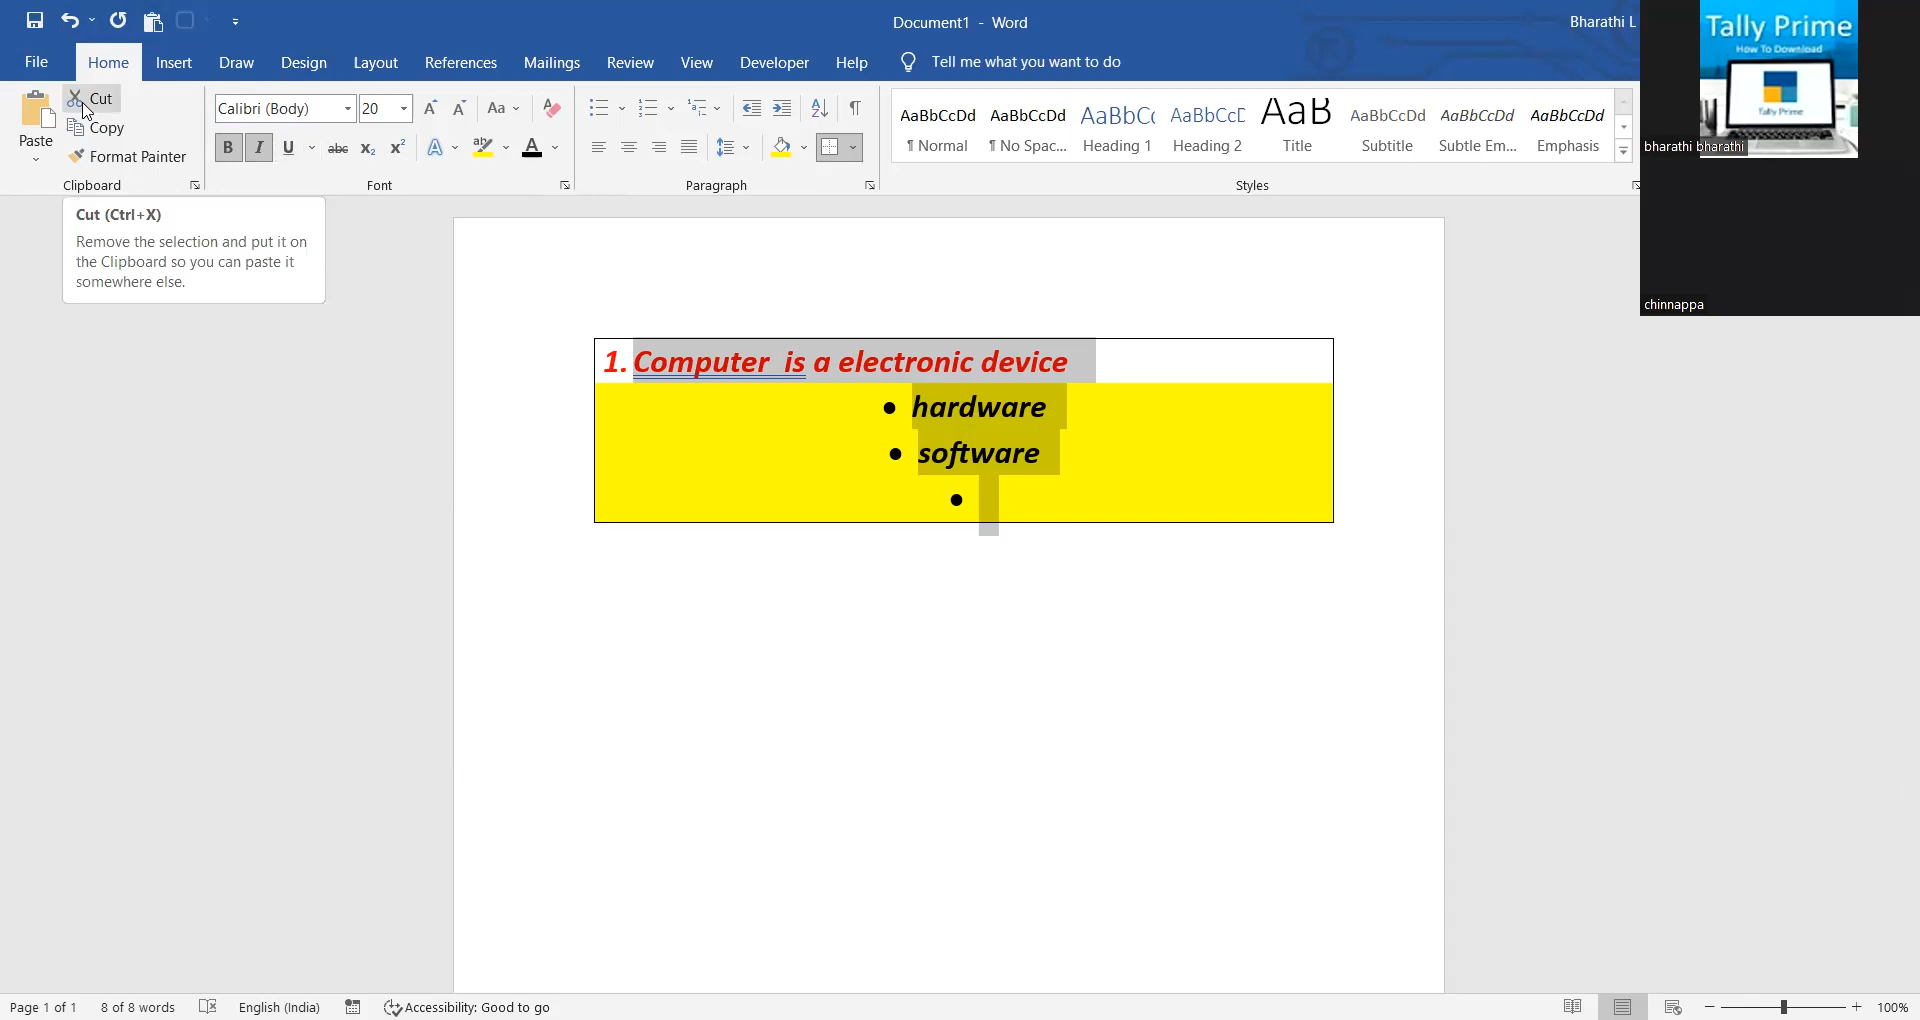 Document1 - Word
Bharathi L
File Home Insert Draw Design Layout References Mailings Review View Developer Help Tell me what you want to do
Paste
Cut
Copy
Format Painter
Clipboard
Calibri (Body) 20
Font
Paragraph
AaBbCcDd AaBbCcDd AaBbC AaBbCcD AaB AaBbCcDd AaBbCcDd AaBbCcDd
¶ Normal ¶ No Spac... Heading 1 Heading 2 Title Subtitle Subtle Em... Emphasis
Styles
Tally Prime
How To Download
Tally Prime
bharathi bharathi
chinnappa
Cut (Ctrl+X)
Remove the selection and put it on
the Clipboard so you can paste it
somewhere else.
1. Computer is a electronic device
• hardware
• software
•
Page 1 of 1 8 of 8 words English (India) Accessibility: Good to go 100%